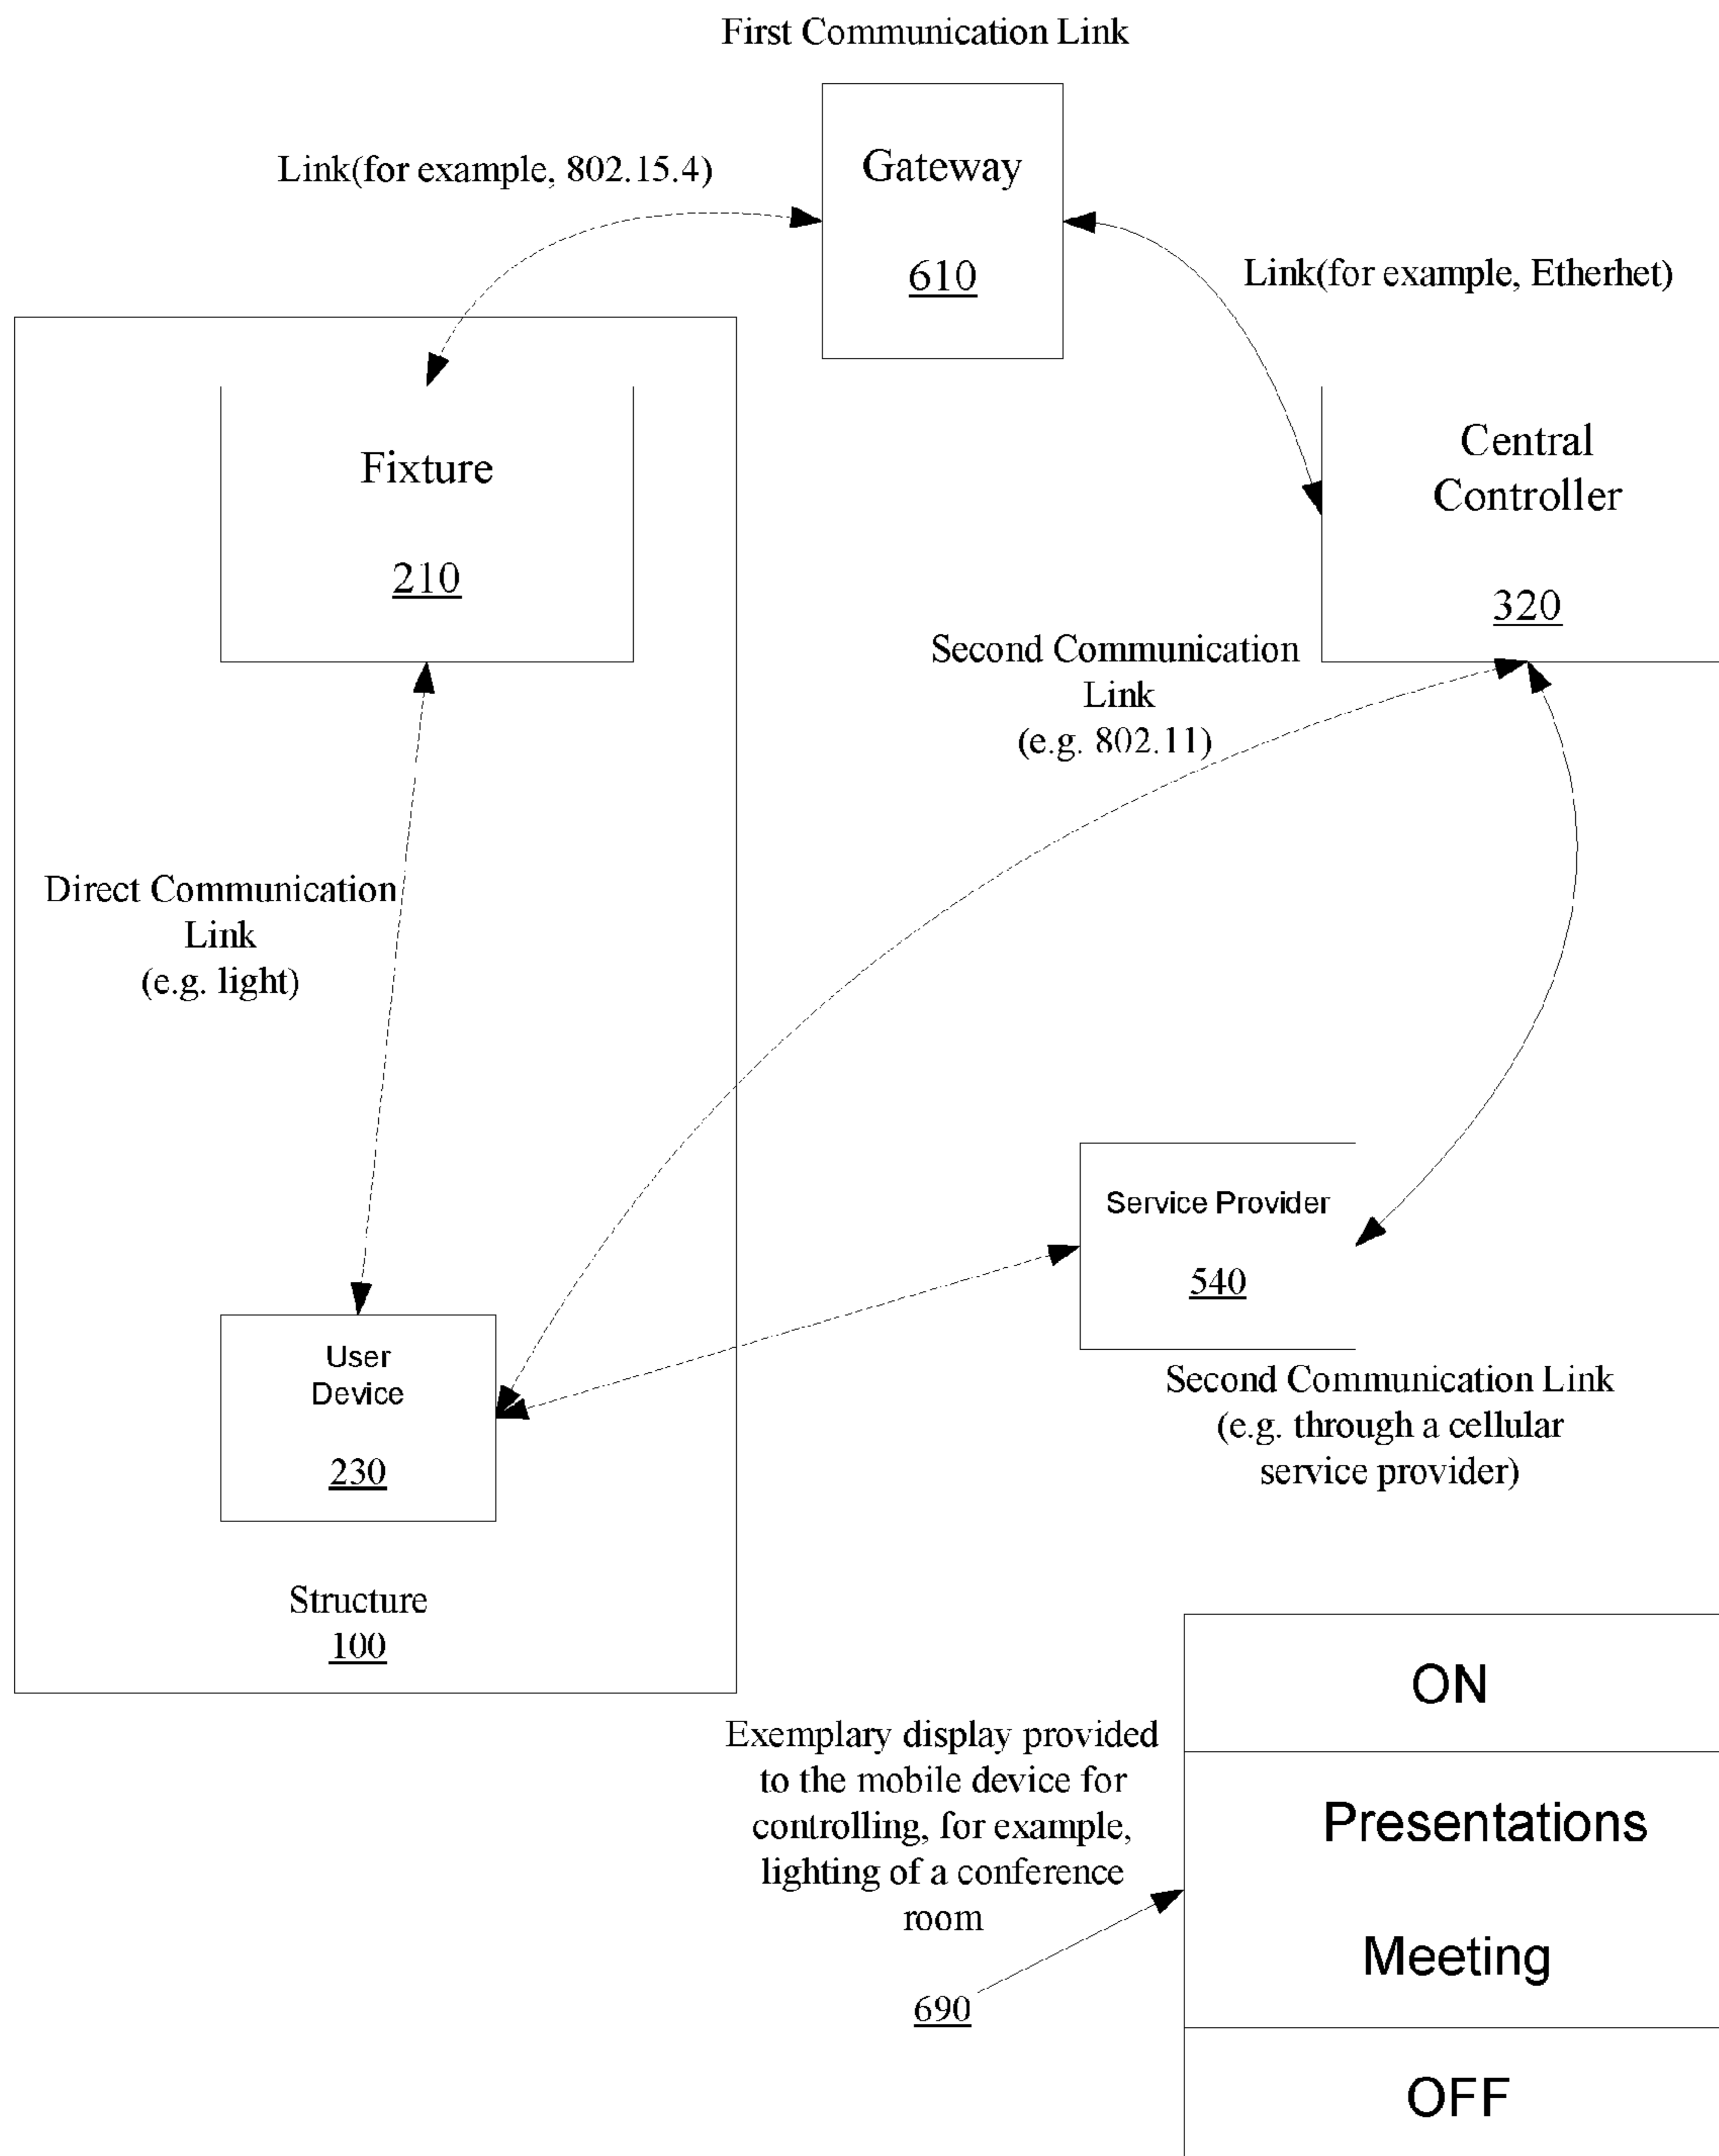 First Communication Link
Gateway
610
Link(for example, 802.15.4)
Link(for example, Etherhet)
Fixture
210
Central
Controller
320
Second Communication
Link
(e.g. 802.11)
Direct Communication
Link
(e.g. light)
Service Provider
540
Second Communication Link
(e.g. through a cellular
service provider)
User
Device
230
Structure
100
Exemplary display provided
to the mobile device for
controlling, for example,
lighting of a conference
room
690
ON
Presentations
Meeting
OFF